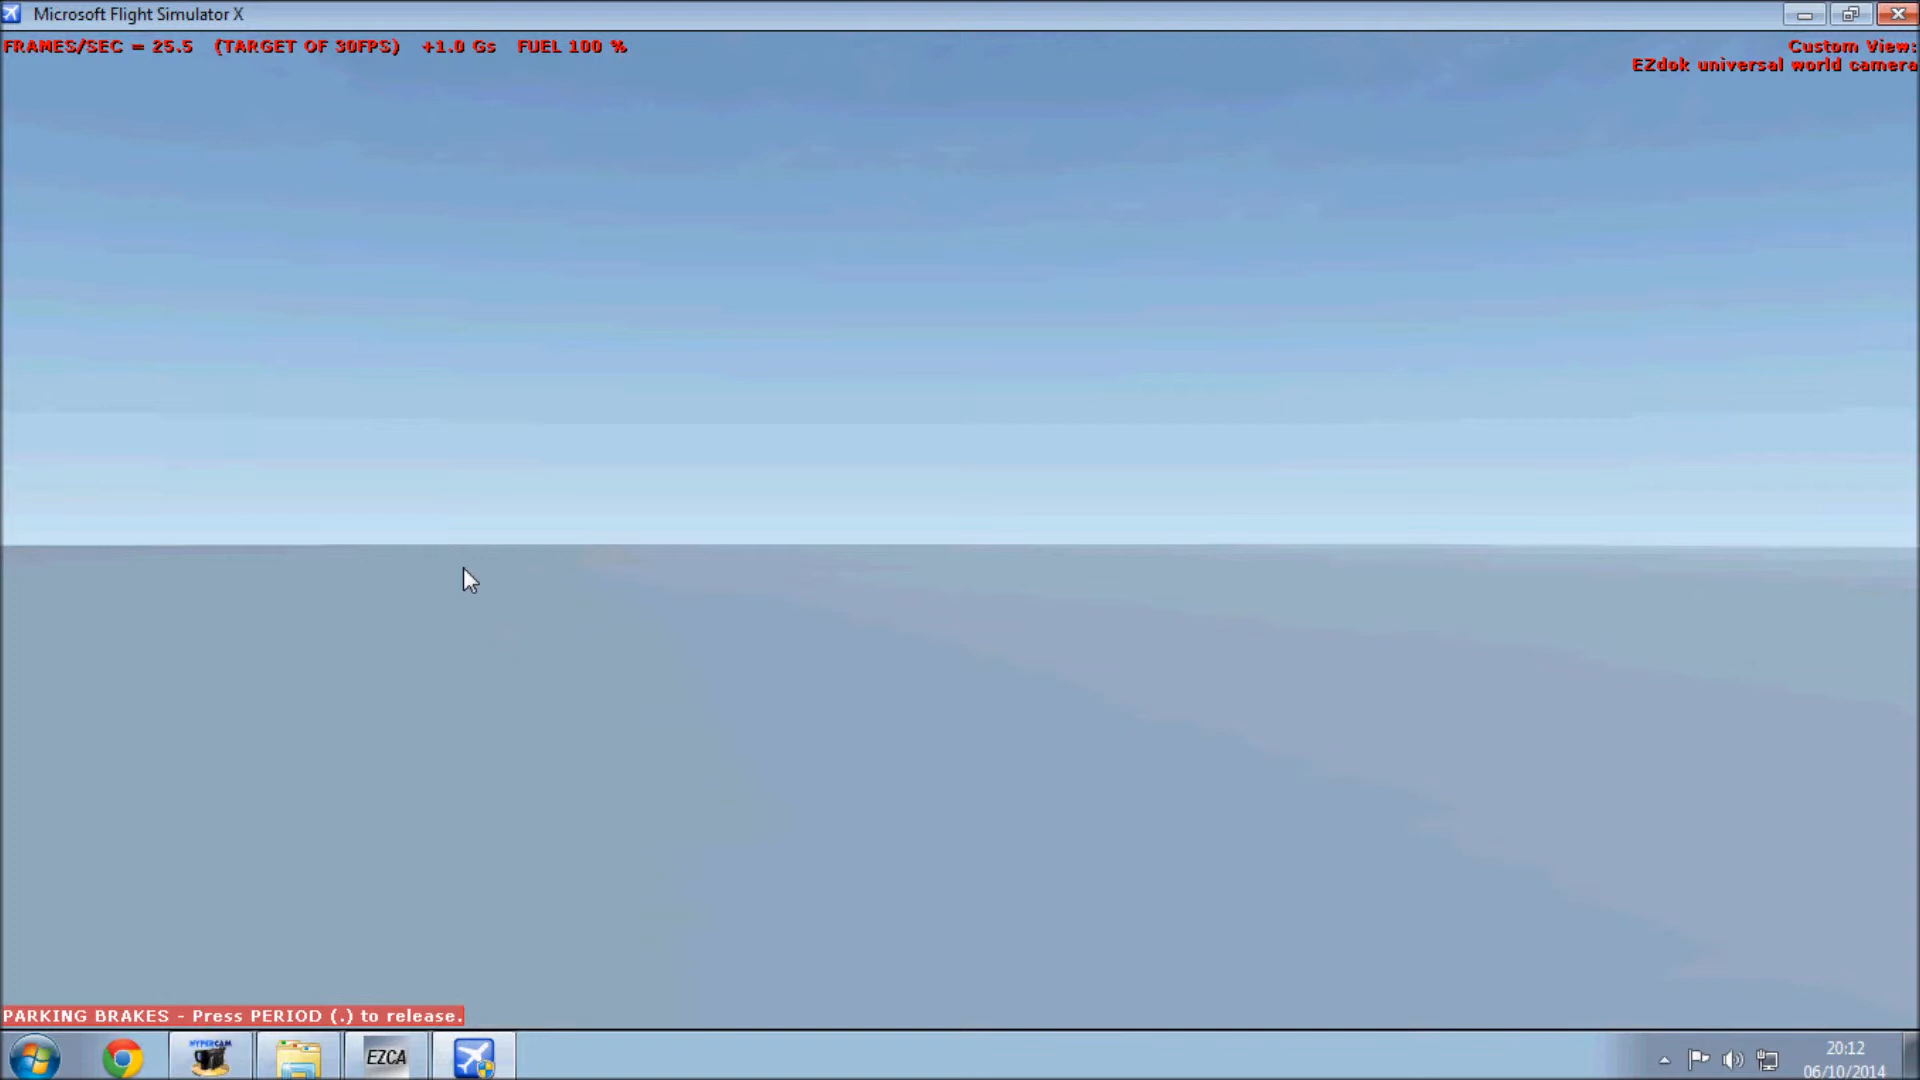 Microsoft Flight Simulator X
FRAMES/SEC = 25.5 (TARGET OF 30FPS) +1.0 Gs FUEL 100 %
Custom View:
EZdok universal world camera
PARKING BRAKES - Press PERIOD (.) to release.
HYPERCAM
EZCA
20:12
06/10/2014